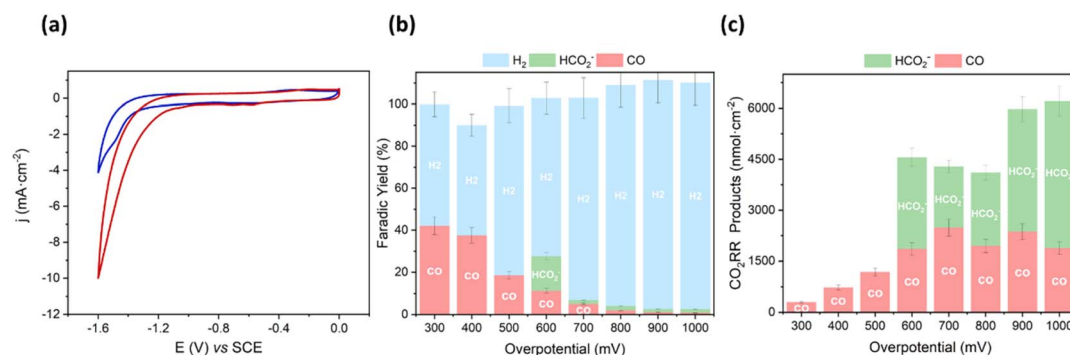 (a)
j (mA·cm⁻²)
0
-2
-4
-6
-8
-10
-12
-1.6
-1.2
-0.8
-0.4
0.0
E (V) vs SCE
(b)
H₂
HCO₂⁻
CO
Faradic Yield (%)
100
80
60
40
20
0
H2
H2
H2
H2
H2
H2
H2
H2
HCO₂⁻
CO
CO
CO
CO
CO
300
400
500
600
700
800
900
1000
Overpotential (mV)
(c)
HCO₂⁻
CO
CO₂RR Products (nmol·cm⁻²)
6000
4500
3000
1500
0
HCO₂⁻
HCO₂⁻
HCO₂⁻
HCO₂⁻
HCO₂⁻
CO
CO
CO
CO
CO
CO
CO
CO
300
400
500
600
700
800
900
1000
Overpotential (mV)